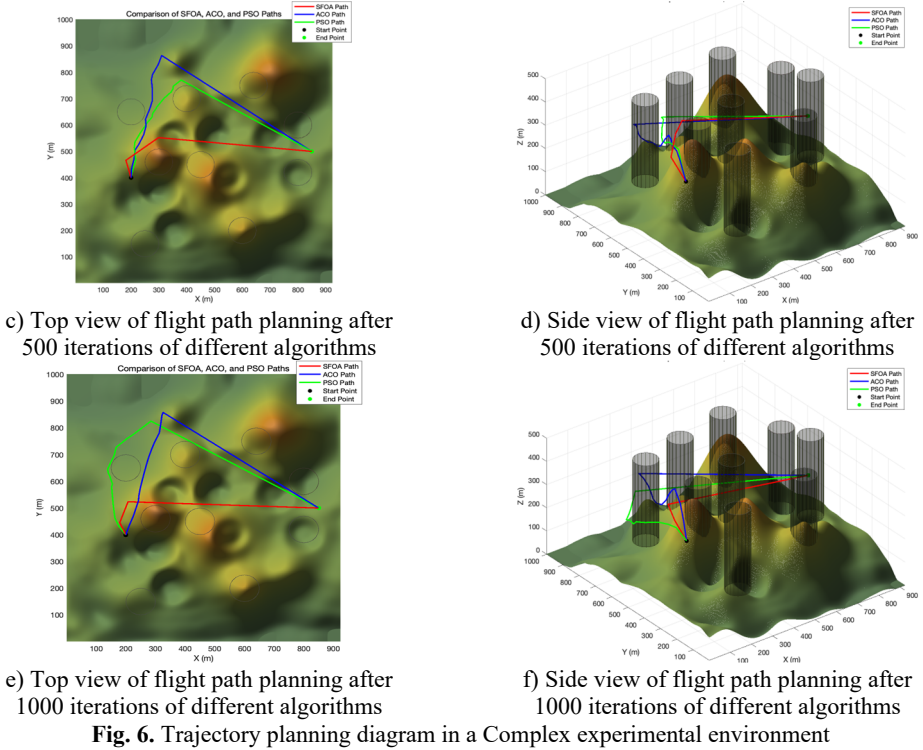 Comparison of SFOA, ACO, and PSO Paths
SFOA Path
ACO Path
PSO Path
Start Point
End Point
1000
900
800
700
600
500
400
300
200
100
Y (m)
100 200 300 400 500 600 700 800 900
X (m)
SFOA Path
ACO Path
PSO Path
Start Point
End Point
500
400
300
200
100
0
Z (m)
1000
900
800
700
600
500
400
300
200
100
Y (m)
100
200
300
400
500
600
700
800
900
X (m)
c) Top view of flight path planning after
500 iterations of different algorithms
d) Side view of flight path planning after
500 iterations of different algorithms
Comparison of SFOA, ACO, and PSO Paths
SFOA Path
ACO Path
PSO Path
Start Point
End Point
1000
900
800
700
600
500
400
300
200
100
Y (m)
100 200 300 400 500 600 700 800 900
X (m)
SFOA Path
ACO Path
PSO Path
Start Point
End Point
500
400
300
200
100
0
Z (m)
1000
900
800
700
600
500
400
300
200
100
Y (m)
100
200
300
400
500
600
700
800
900
X (m)
e) Top view of flight path planning after
1000 iterations of different algorithms
f) Side view of flight path planning after
1000 iterations of different algorithms
Fig. 6. Trajectory planning diagram in a Complex experimental environment